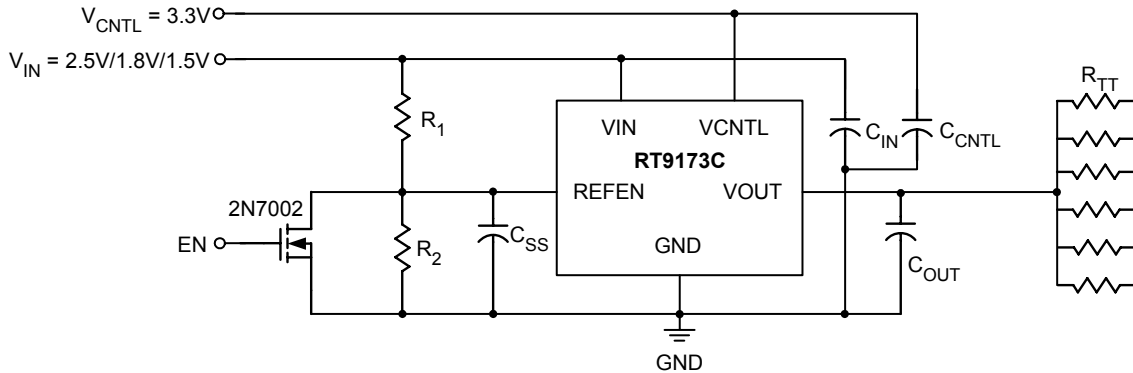 V_CNTL = 3.3V
V_IN = 2.5V/1.8V/1.5V
R_TT
R_1
VIN VCNTL
C_IN
C_CNTL
RT9173C
REFEN VOUT
2N7002
EN
R_2
C_SS
GND
C_OUT
GND